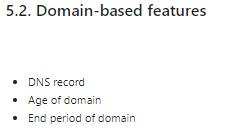 5.2. Domain-based features
• DNS record
• Age of domain
• End period of domain